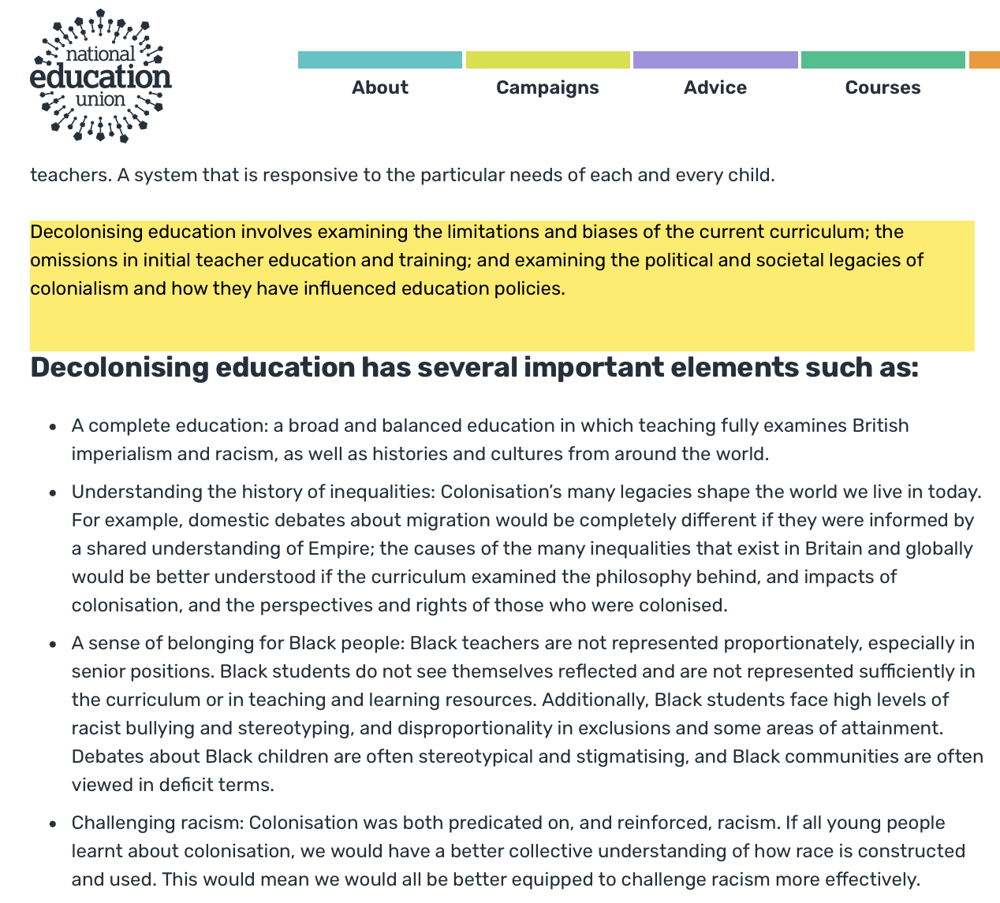 national
education
union
About
Campaigns
Advice
Courses
teachers. A system that is responsive to the particular needs of each and every child.
Decolonising education involves examining the limitations and biases of the current curriculum; the
omissions in initial teacher education and training; and examining the political and societal legacies of
colonialism and how they have influenced education policies.
Decolonising education has several important elements such as:
• A complete education: a broad and balanced education in which teaching fully examines British
imperialism and racism, as well as histories and cultures from around the world.
• Understanding the history of inequalities: Colonisation’s many legacies shape the world we live in today.
For example, domestic debates about migration would be completely different if they were informed by
a shared understanding of Empire; the causes of the many inequalities that exist in Britain and globally
would be better understood if the curriculum examined the philosophy behind, and impacts of
colonisation, and the perspectives and rights of those who were colonised.
• A sense of belonging for Black people: Black teachers are not represented proportionately, especially in
senior positions. Black students do not see themselves reflected and are not represented sufficiently in
the curriculum or in teaching and learning resources. Additionally, Black students face high levels of
racist bullying and stereotyping, and disproportionality in exclusions and some areas of attainment.
Debates about Black children are often stereotypical and stigmatising, and Black communities are often
viewed in deficit terms.
• Challenging racism: Colonisation was both predicated on, and reinforced, racism. If all young people
learnt about colonisation, we would have a better collective understanding of how race is constructed
and used. This would mean we would all be better equipped to challenge racism more effectively.